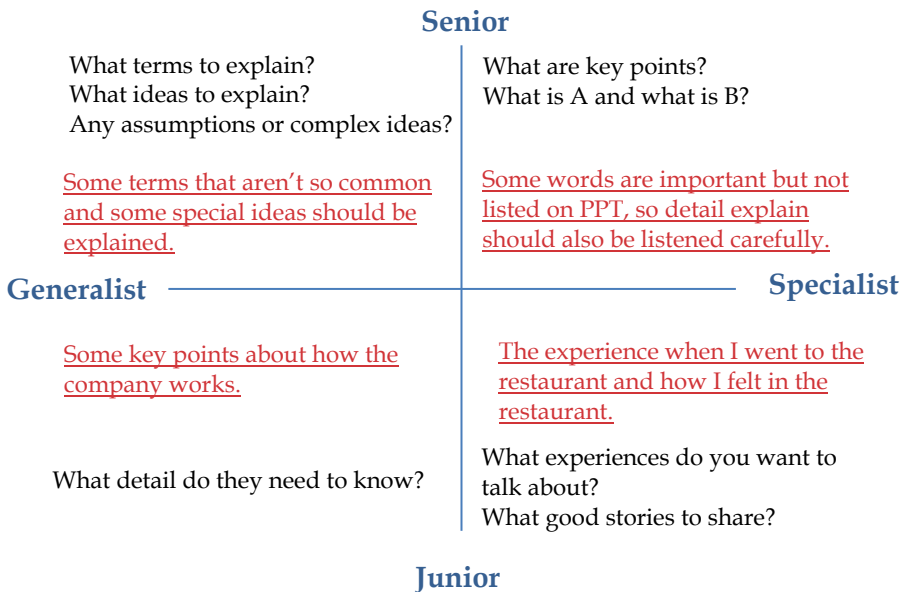 Senior
What terms to explain?
What ideas to explain?
Any assumptions or complex ideas?
Some terms that aren't so common
and some special ideas should be
explained.
What are key points?
What is A and what is B?
Some words are important but not
listed on PPT, so detail explain
should also be listened carefully.
Generalist
Specialist
Some key points about how the
company works.
What detail do they need to know?
The experience when I went to the
restaurant and how I felt in the
restaurant.
What experiences do you want to
talk about?
What good stories to share?
Junior